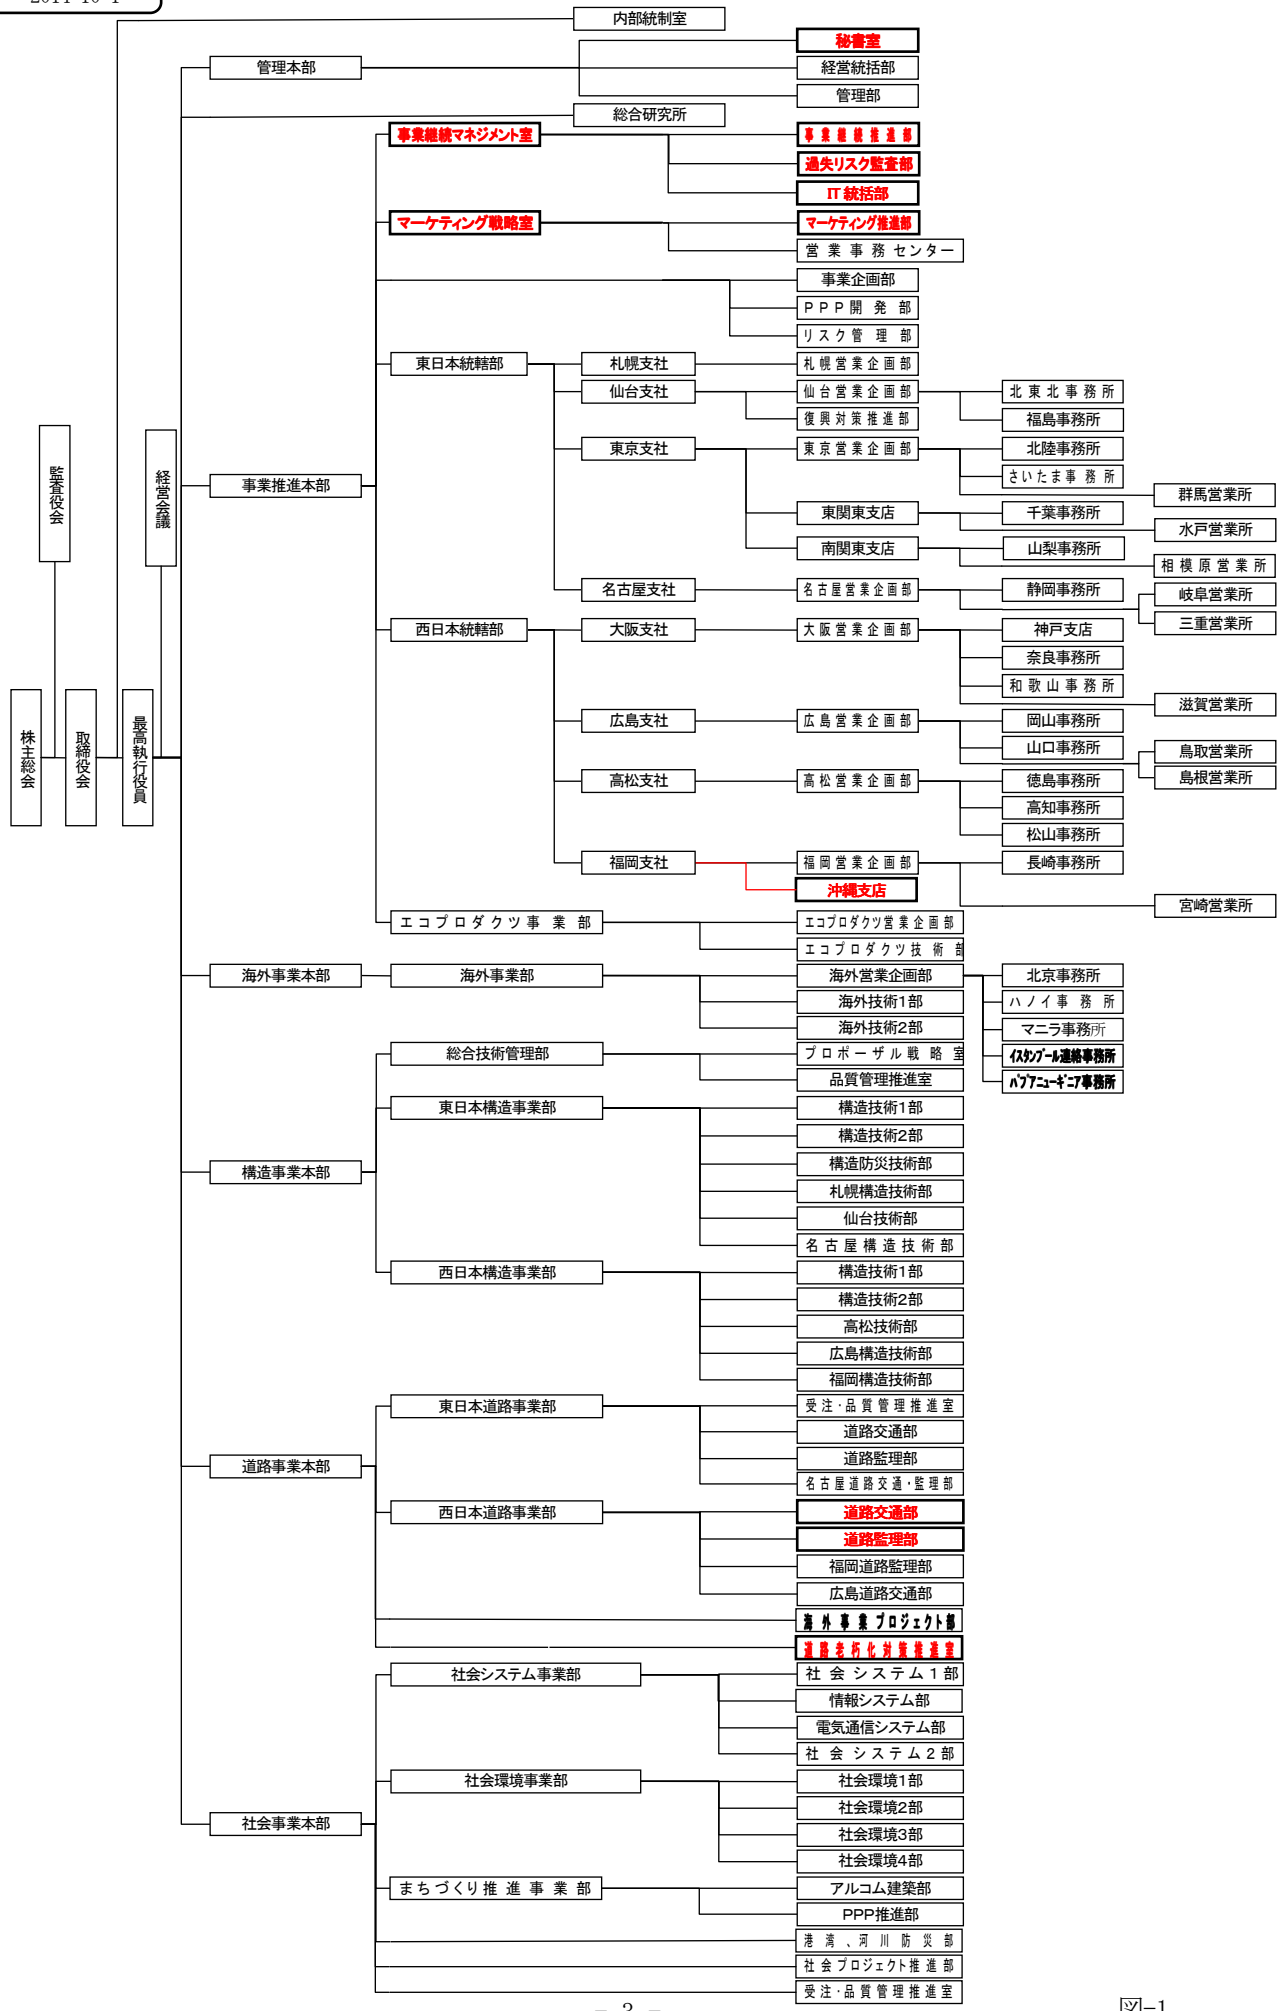 内部統制室
秘書室
管理本部
経営統括部
管理部
総合研究所
事業継続マネジメント室
事業継続推進部
過失リスク監査部
IT統括部
マーケティング戦略室
マーケティング推進部
営業事務センター
事業企画部
PPP開発部
リスク管理部
東日本統轄部
札幌支社
札幌営業企画部
仙台支社
仙台営業企画部
北東北事務所
復興対策推進部
福島事務所
東京支社
東京営業企画部
北陸事務所
さいたま事務所
群馬営業所
東関東支店
千葉事務所
水戸営業所
南関東支店
山梨事務所
相模原営業所
名古屋支社
名古屋営業企画部
静岡事務所
岐阜営業所
三重営業所
監査役会
経営会議
事業推進本部
西日本統轄部
大阪支社
大阪営業企画部
神戸支店
奈良事務所
和歌山事務所
滋賀営業所
広島支社
広島営業企画部
岡山事務所
山口事務所
鳥取営業所
島根営業所
株主総会
取締役会
最高執行役員
高松支社
高松営業企画部
徳島事務所
高知事務所
松山事務所
福岡支社
福岡営業企画部
長崎事務所
沖縄支店
宮崎営業所
エコプロダクツ事業部
エコプロダクツ営業企画部
エコプロダクツ技術部
海外事業本部
海外事業部
海外営業企画部
北京事務所
海外技術1部
ハノイ事務所
海外技術2部
マニラ事務所
イスタンブール連絡事務所
パプアニューギニア事務所
総合技術管理部
プロポーザル戦略室
品質管理推進室
東日本構造事業部
構造技術1部
構造技術2部
構造防災技術部
構造事業本部
札幌構造技術部
仙台技術部
名古屋構造技術部
西日本構造事業部
構造技術1部
構造技術2部
高松技術部
広島構造技術部
福岡構造技術部
東日本道路事業部
受注・品質管理推進室
道路交通部
道路監理部
道路事業本部
名古屋道路交通・監理部
西日本道路事業部
道路交通部
道路監理部
福岡道路監理部
広島道路交通部
海外事業プロジェクト部
道路老朽化対策推進室
社会システム事業部
社会システム1部
情報システム部
電気通信システム部
社会システム2部
社会環境事業部
社会環境1部
社会環境2部
社会事業本部
社会環境3部
社会環境4部
まちづくり推進事業部
アルコム建築部
PPP推進部
港湾、河川防災部
社会プロジェクト推進部
受注・品質管理推進室
- 3 -
図-1